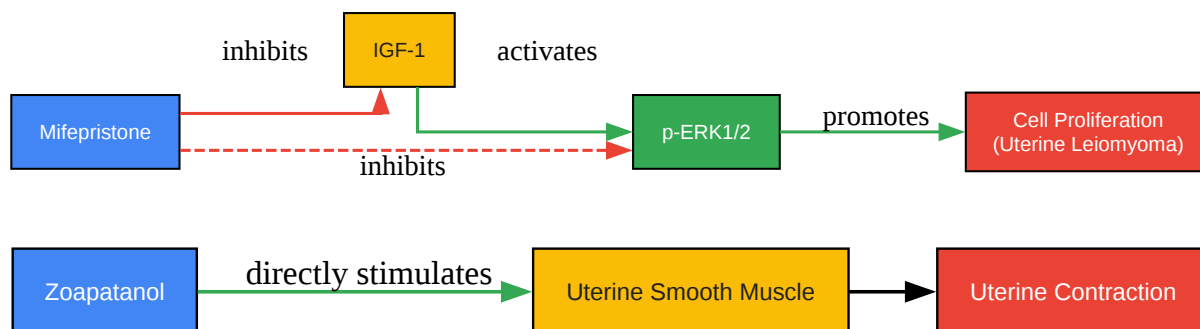 inhibits
IGF-1
activates
Mifepristone
p-ERK1/2
promotes
Cell Proliferation
(Uterine Leiomyoma)
inhibits
Zoapatanol
directly stimulates
Uterine Smooth Muscle
Uterine Contraction